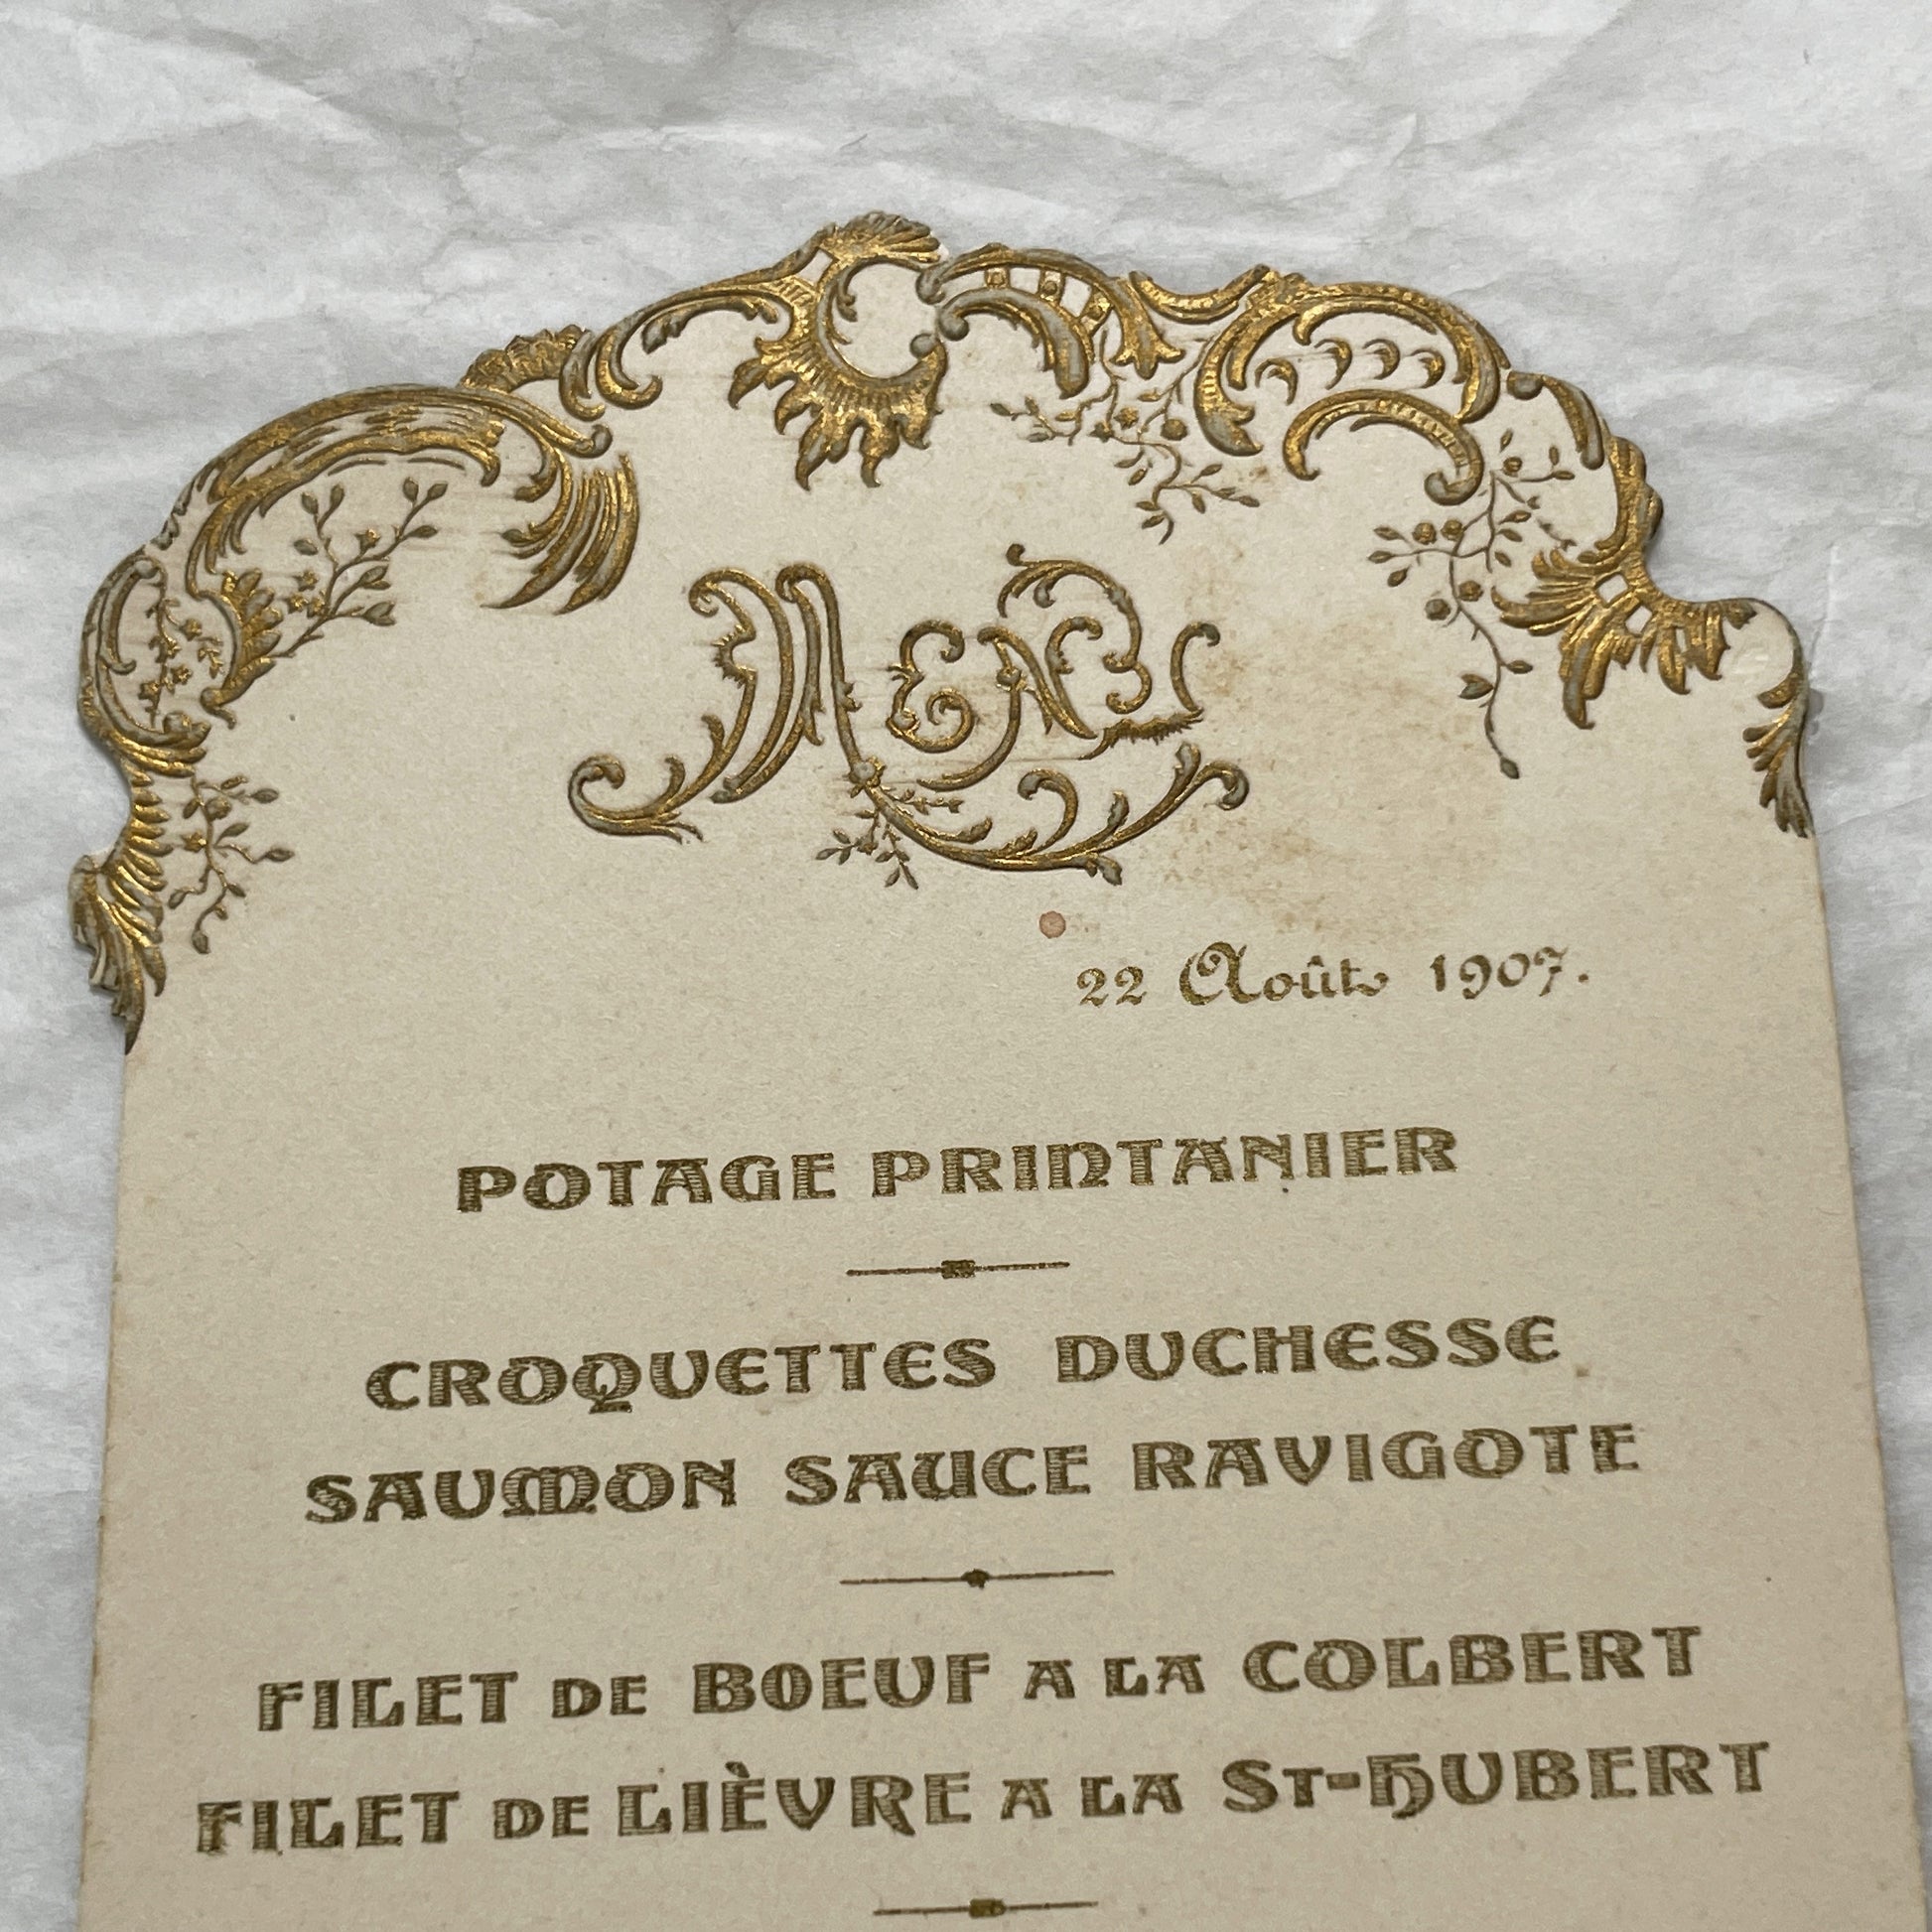 MENU
22 Août 1907.
POTAGE PRINTANIER
CROQUETTES DUCHESSE
SAUMON SAUCE RAVIGOTE
FILET DE BOEUF A LA COLBERT
FILET DE LIÈVRE A LA ST-HUBERT